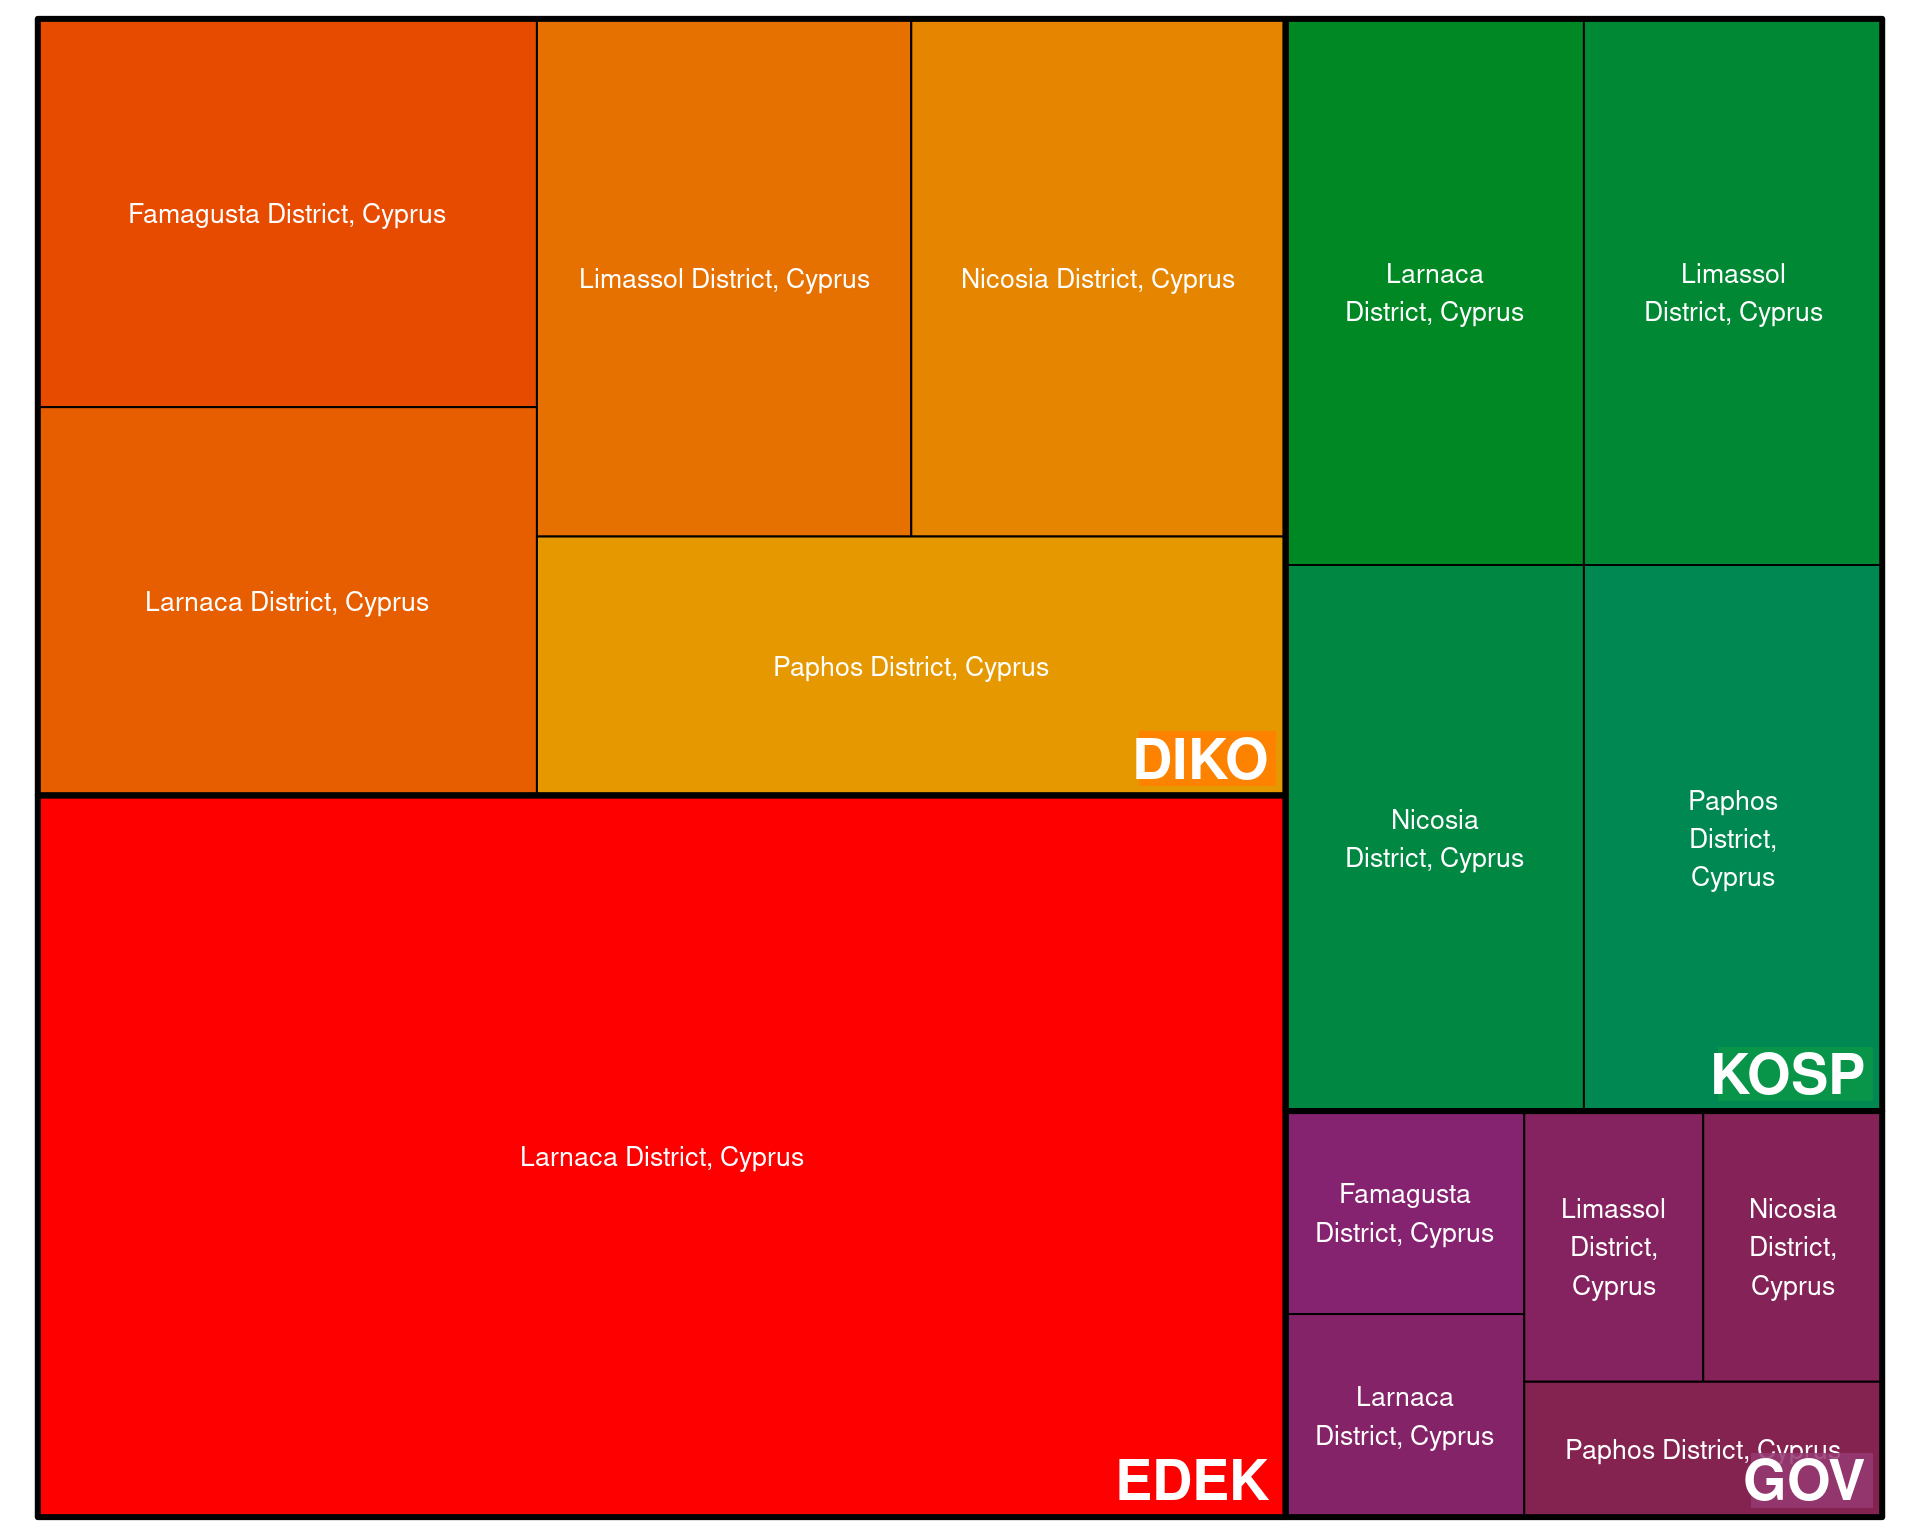 Famagusta District, Cyprus
Limassol District, Cyprus
Nicosia District, Cyprus
Larnaca District, Cyprus
Paphos District, Cyprus
DIKO
Larnaca District, Cyprus
EDEK
Larnaca
District, Cyprus
Limassol
District, Cyprus
Nicosia
District, Cyprus
Paphos
District,
Cyprus
KOSP
Famagusta
District, Cyprus
Limassol
District,
Cyprus
Nicosia
District,
Cyprus
Larnaca
District, Cyprus
Paphos District, Cyprus
GOV